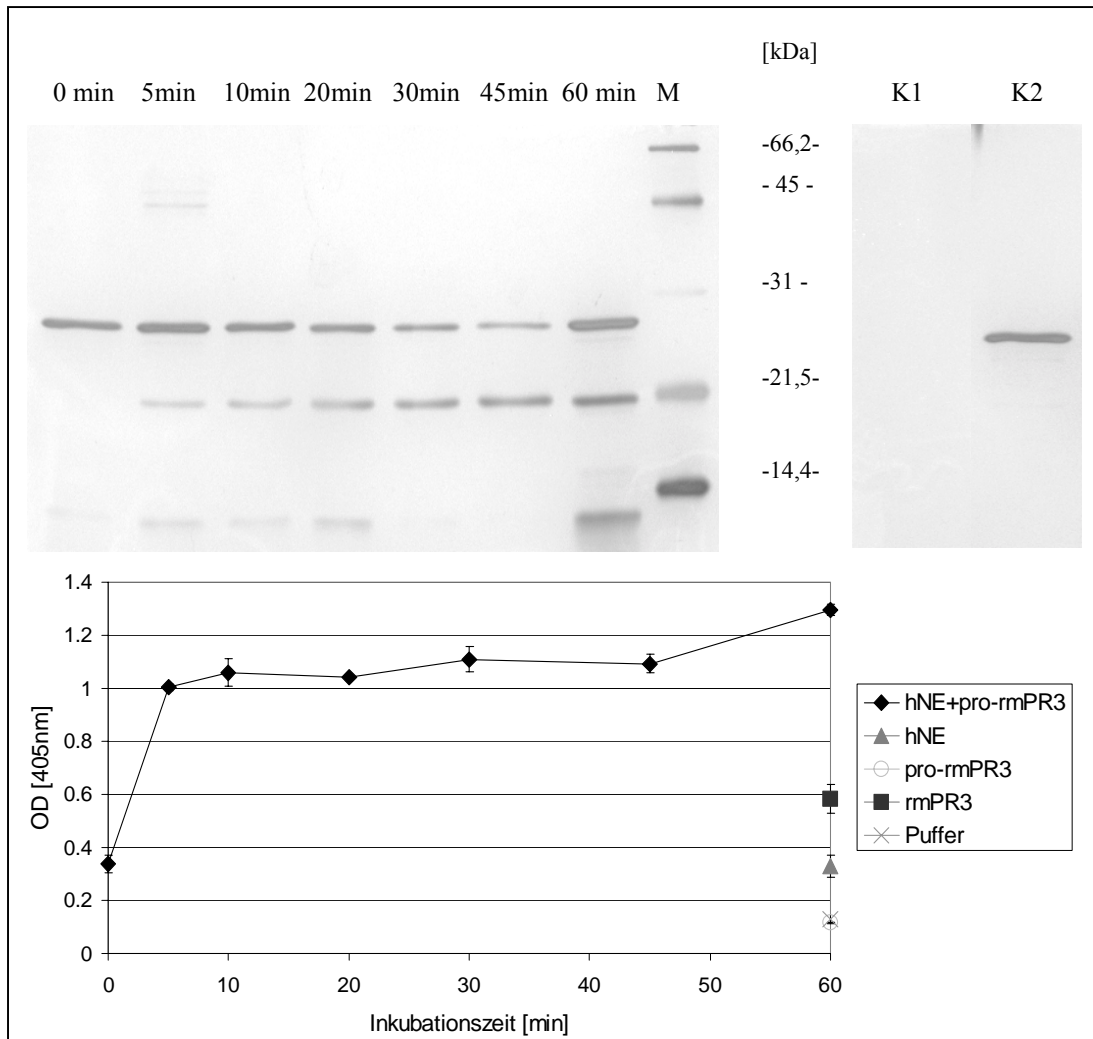 [kDa]
0 min 5min 10min 20min 30min 45min 60 min M K1 K2
-66,2-
- 45 -
-31 -
-21,5-
-14,4-
1.4
1.2
1
0.8
0.6
0.4
0.2
0
OD [405nm]
0 10 20 30 40 50 60
Inkubationszeit [min]
hNE+pro-rmPR3
hNE
pro-rmPR3
rmPR3
Puffer